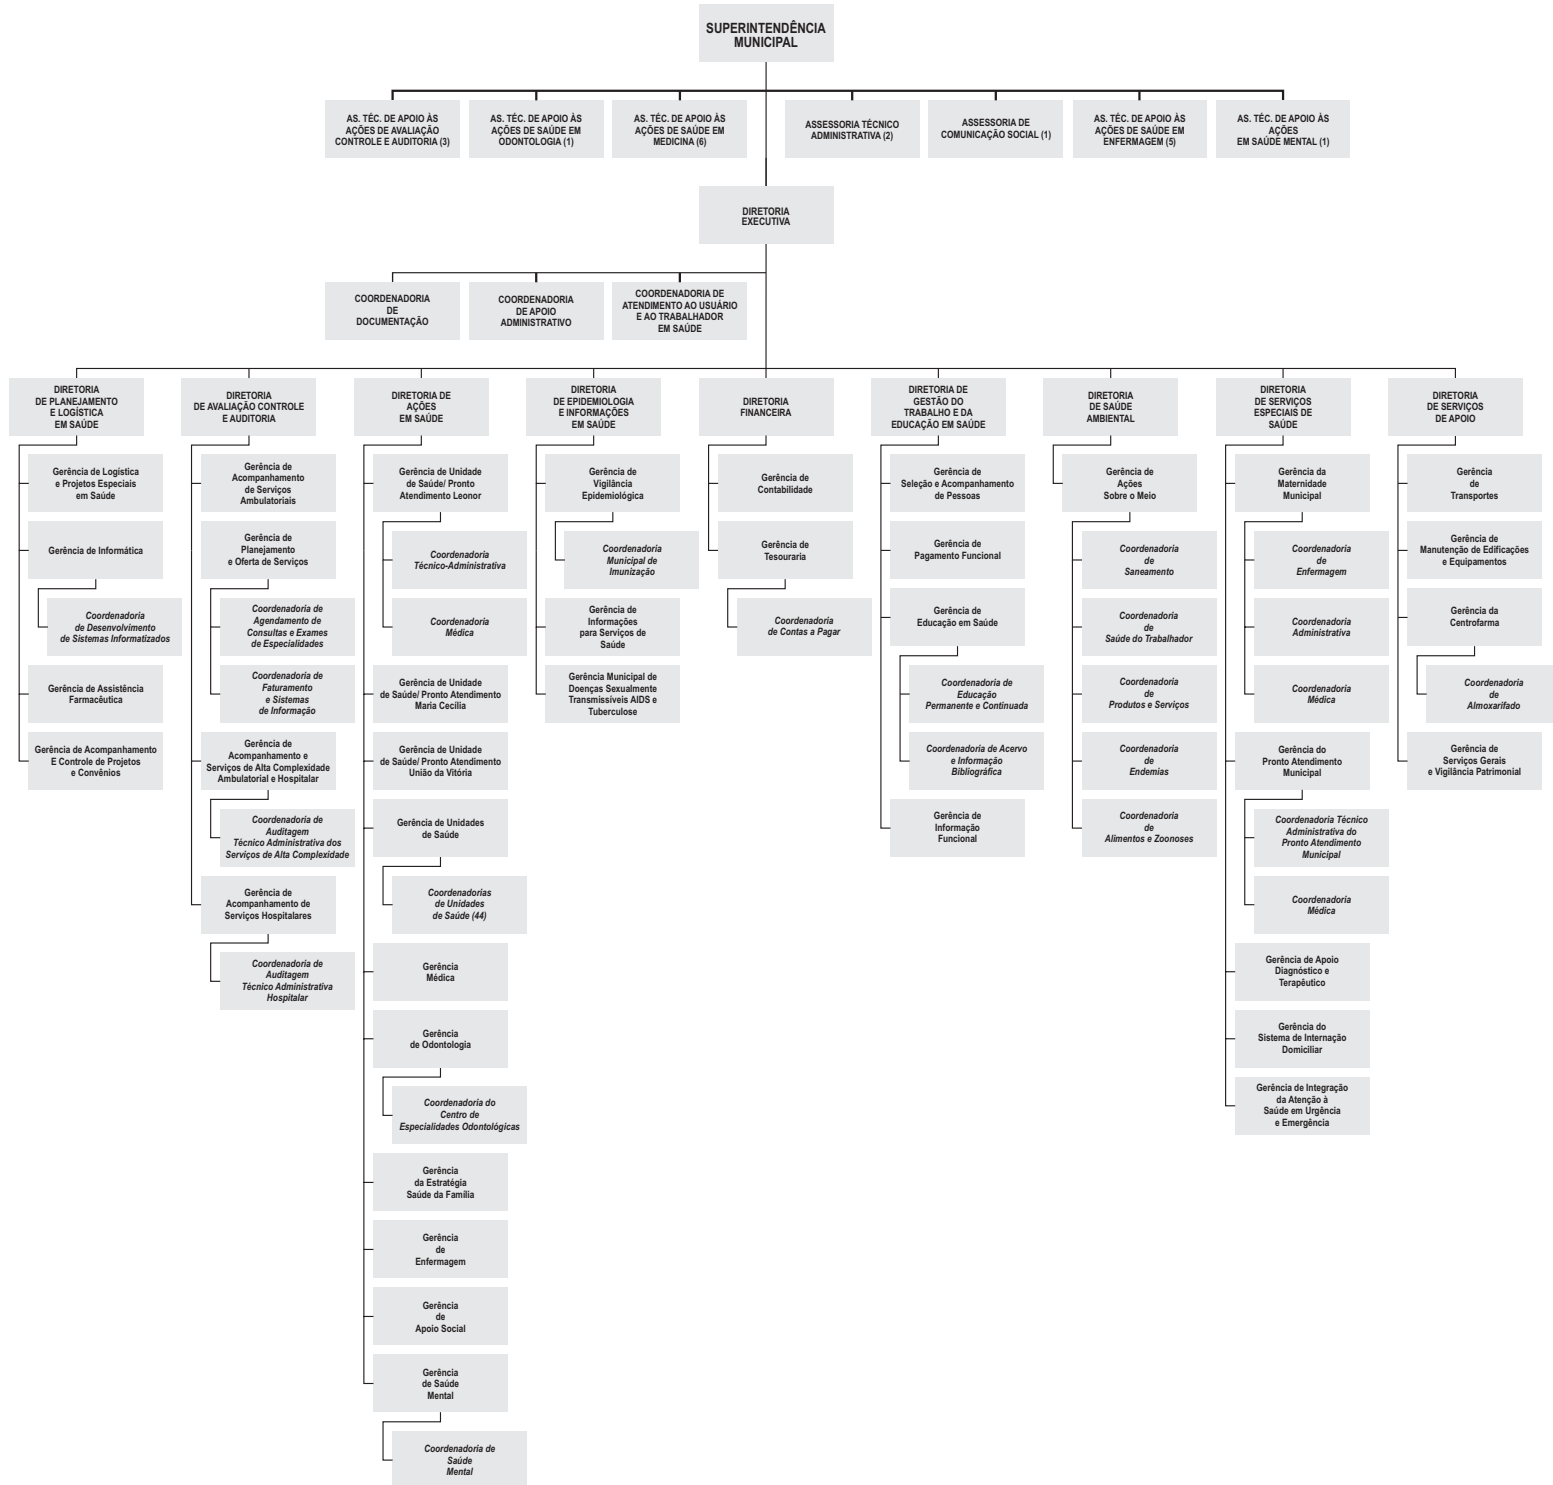 SUPERINTENDÊNCIA
MUNICIPAL
AS. TÉC. DE APOIO ÀS
AÇÕES DE AVALIAÇÃO
CONTROLE E AUDITORIA (3)
AS. TÉC. DE APOIO ÀS
AÇÕES DE SAÚDE EM
ODONTOLOGIA (1)
AS. TÉC. DE APOIO ÀS
AÇÕES DE SAÚDE EM
MEDICINA (6)
ASSESSORIA TÉCNICO
ADMINISTRATIVA (2)
ASSESSORIA DE
COMUNICAÇÃO SOCIAL (1)
AS. TÉC. DE APOIO ÀS
AÇÕES DE SAÚDE EM
ENFERMAGEM (5)
AS. TÉC. DE APOIO ÀS
AÇÕES
EM SAÚDE MENTAL (1)
DIRETORIA
EXECUTIVA
COORDENADORIA
DE
DOCUMENTAÇÃO
COORDENADORIA
DE APOIO
ADMINISTRATIVO
COORDENADORIA DE
ATENDIMENTO AO USUÁRIO
E AO TRABALHADOR
EM SAÚDE
DIRETORIA
DE PLANEJAMENTO
E LOGÍSTICA
EM SAÚDE
Gerência de Logística
e Projetos Especiais
em Saúde
Gerência de Informática
Coordenadoria
de Desenvolvimento
de Sistemas Informatizados
Gerência de Assistência
Farmacêutica
Gerência de Acompanhamento
E Controle de Projetos
e Convênios
DIRETORIA
DE AVALIAÇÃO CONTROLE
E AUDITORIA
Gerência de
Acompanhamento
de Serviços
Ambulatoriais
Gerência de
Planejamento
e Oferta de Serviços
Coordenadoria de
Agendamento de
Consultas e Exames
de Especialidades
Coordenadoria de
Faturamento
e Sistemas
de Informação
Gerência de
Acompanhamento e
Serviços de Alta Complexidade
Ambulatorial e Hospitalar
Coordenadoria de
Auditagem
Técnico Administrativa dos
Serviços de Alta Complexidade
Gerência de
Acompanhamento de
Serviços Hospitalares
Coordenadoria de
Auditagem
Técnico Administrativa
Hospitalar
DIRETORIA DE
AÇÕES
EM SAÚDE
Gerência de Unidade
de Saúde/ Pronto
Atendimento Leonor
Coordenadoria
Técnico-Administrativa
Coordenadoria
Médica
Gerência de Unidade
de Saúde/ Pronto Atendimento
Maria Cecília
Gerência de Unidade
de Saúde/ Pronto Atendimento
União da Vitória
Gerência de Unidades
de Saúde
Coordenadorias
de Unidades
de Saúde (44)
Gerência
Médica
Gerência
de Odontologia
Coordenadoria do
Centro de
Especialidades Odontológicas
Gerência
da Estratégia
Saúde da Família
Gerência
de
Enfermagem
Gerência
de
Apoio Social
Gerência
de Saúde
Mental
Coordenadoria de
Saúde
Mental
DIRETORIA
DE EPIDEMIOLOGIA
E INFORMAÇÕES
EM SAÚDE
Gerência de
Vigilância
Epidemiológica
Coordenadoria
Municipal de
Imunização
Gerência de
Informações
para Serviços de
Saúde
Gerência Municipal de
Doenças Sexualmente
Transmissíveis AIDS e
Tuberculose
DIRETORIA
FINANCEIRA
Gerência de
Contabilidade
Gerência de
Tesouraria
Coordenadoria
de Contas a Pagar
DIRETORIA DE
GESTÃO DO
TRABALHO E DA
EDUCAÇÃO EM SAÚDE
Gerência de
Seleção e Acompanhamento
de Pessoas
Gerência de
Pagamento Funcional
Gerência de
Educação em Saúde
Coordenadoria de
Educação
Permanente e Continuada
Coordenadoria de Acervo
e Informação
Bibliográfica
Gerência de
Informação
Funcional
DIRETORIA
DE SAÚDE
AMBIENTAL
Gerência de
Ações
Sobre o Meio
Coordenadoria
de
Saneamento
Coordenadoria
de
Saúde do Trabalhador
Coordenadoria
de
Produtos e Serviços
Coordenadoria
de
Endemias
Coordenadoria
de
Alimentos e Zoonoses
DIRETORIA
DE SERVIÇOS
ESPECIAIS DE
SAÚDE
Gerência da
Maternidade
Municipal
Coordenadoria
de
Enfermagem
Coordenadoria
Administrativa
Coordenadoria
Médica
Gerência do
Pronto Atendimento
Municipal
Coordenadoria Técnico
Administrativa do
Pronto Atendimento
Municipal
Coordenadoria
Médica
Gerência de Apoio
Diagnóstico e
Terapêutico
Gerência do
Sistema de Internação
Domiciliar
Gerência de Integração
da Atenção à
Saúde em Urgência
e Emergência
DIRETORIA
DE SERVIÇOS
DE APOIO
Gerência
de
Transportes
Gerência de
Manutenção de Edificações
e Equipamentos
Gerência da
Centrofarma
Coordenadoria
de
Almoxarifado
Gerência de
Serviços Gerais
e Vigilância Patrimonial